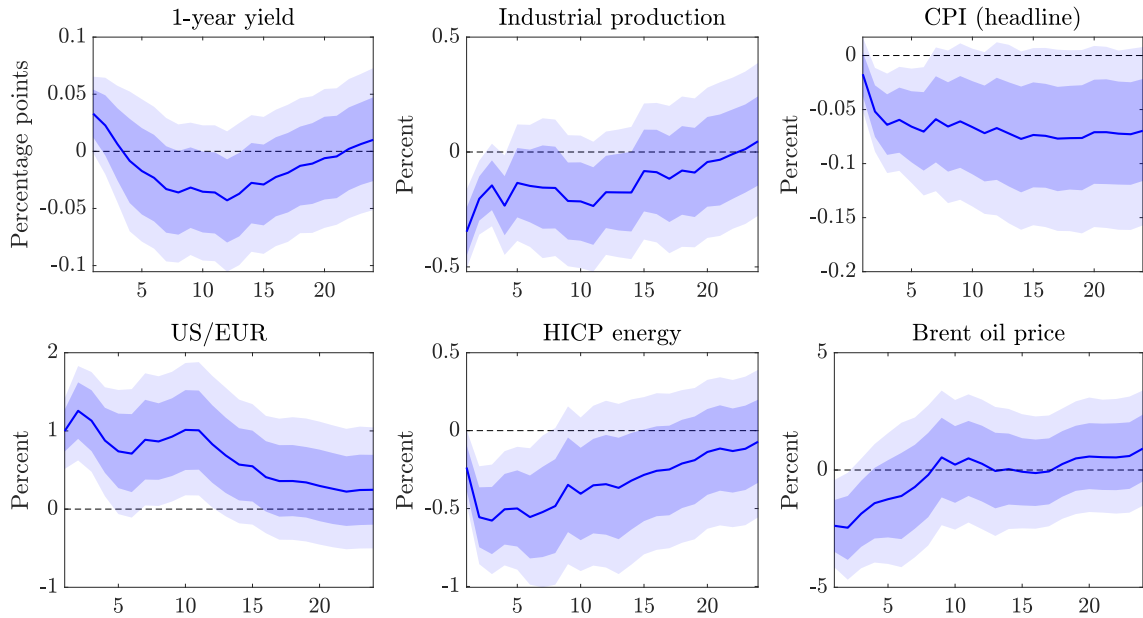 1-year yield
Percentage points
0.1
0.05
0
-0.05
-0.1
5 10 15 20
Industrial production
Percent
0.5
0
-0.5
5 10 15 20
CPI (headline)
Percent
0
-0.05
-0.1
-0.15
-0.2
5 10 15 20
US/EUR
Percent
2
1
0
-1
5 10 15 20
HICP energy
Percent
0.5
0
-0.5
-1
5 10 15 20
Brent oil price
Percent
5
0
-5
5 10 15 20